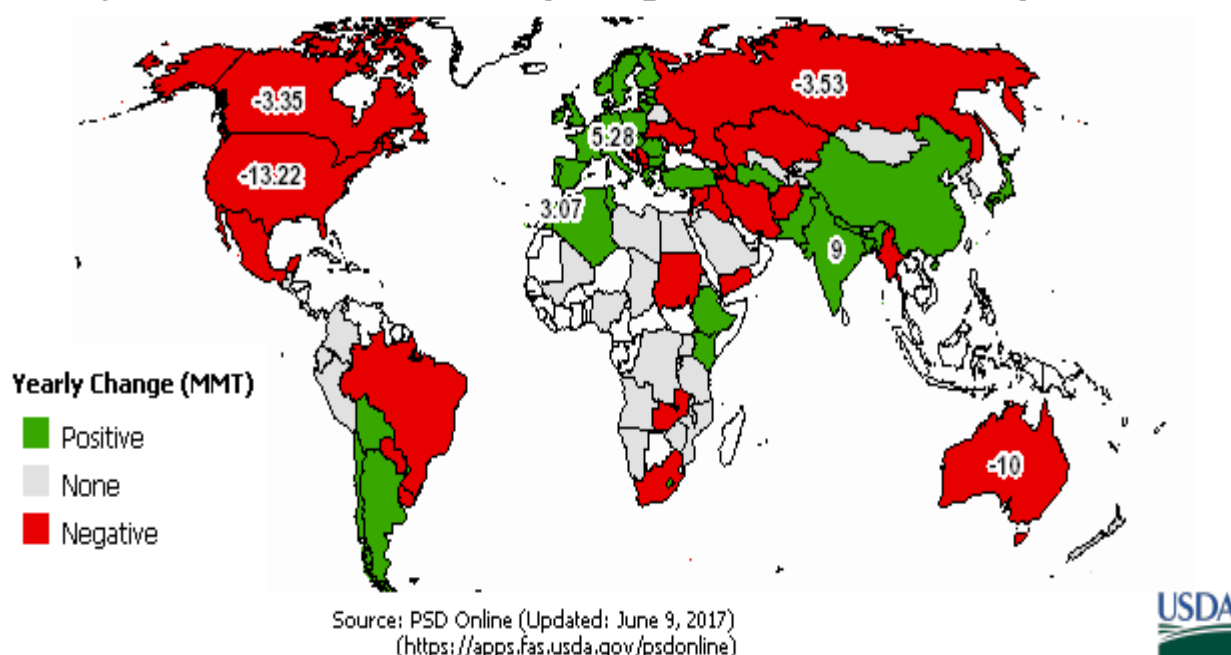 -3.35
-3.53
5.28
-13.22
3.07
9
-10
Yearly Change (MMT)
Positive
None
Negative
Source: PSD Online (Updated: June 9, 2017)
(https://apps.fas.usda.gov/psdonline)
USDA